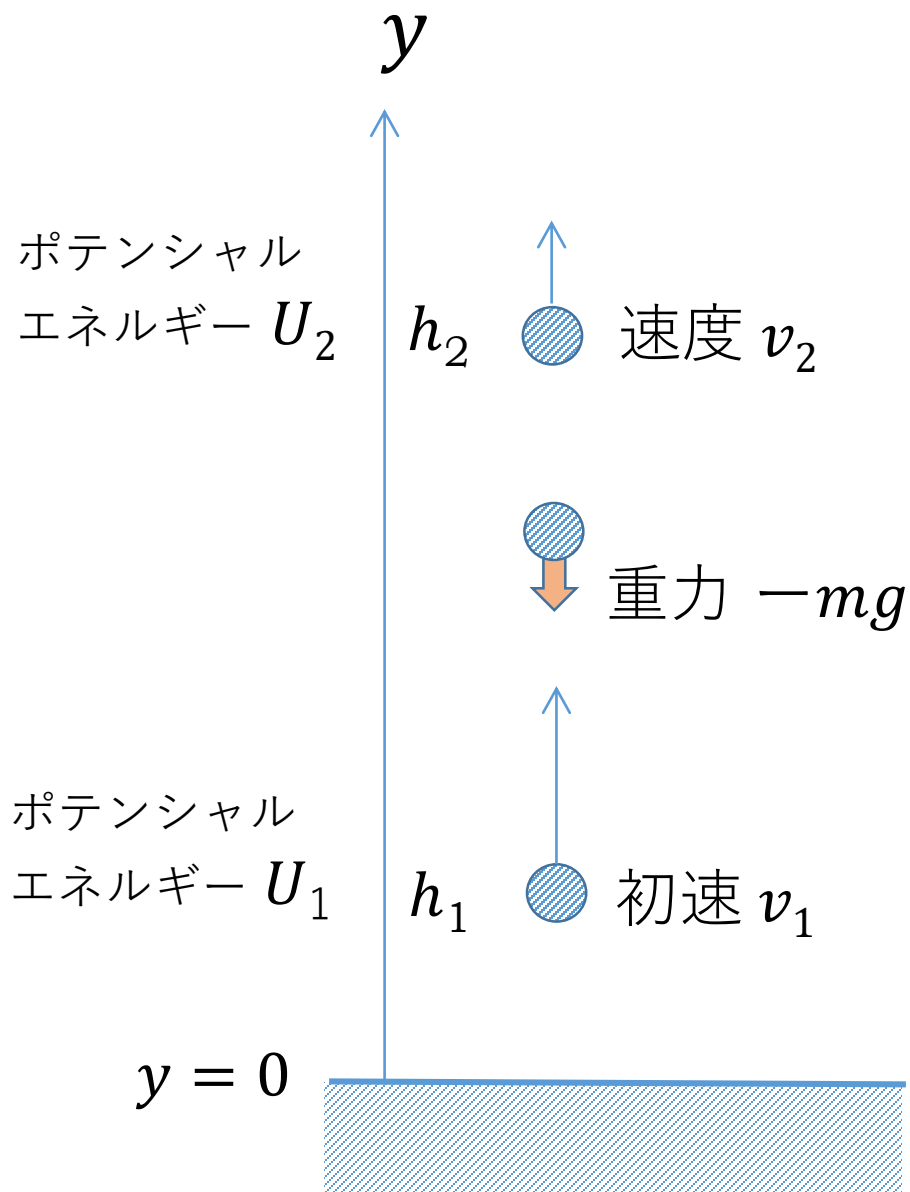 y
ポテンシャル
エネルギー U₂
h₂
速度 v₂
重力 −mg
ポテンシャル
エネルギー U₁
h₁
初速 v₁
y = 0